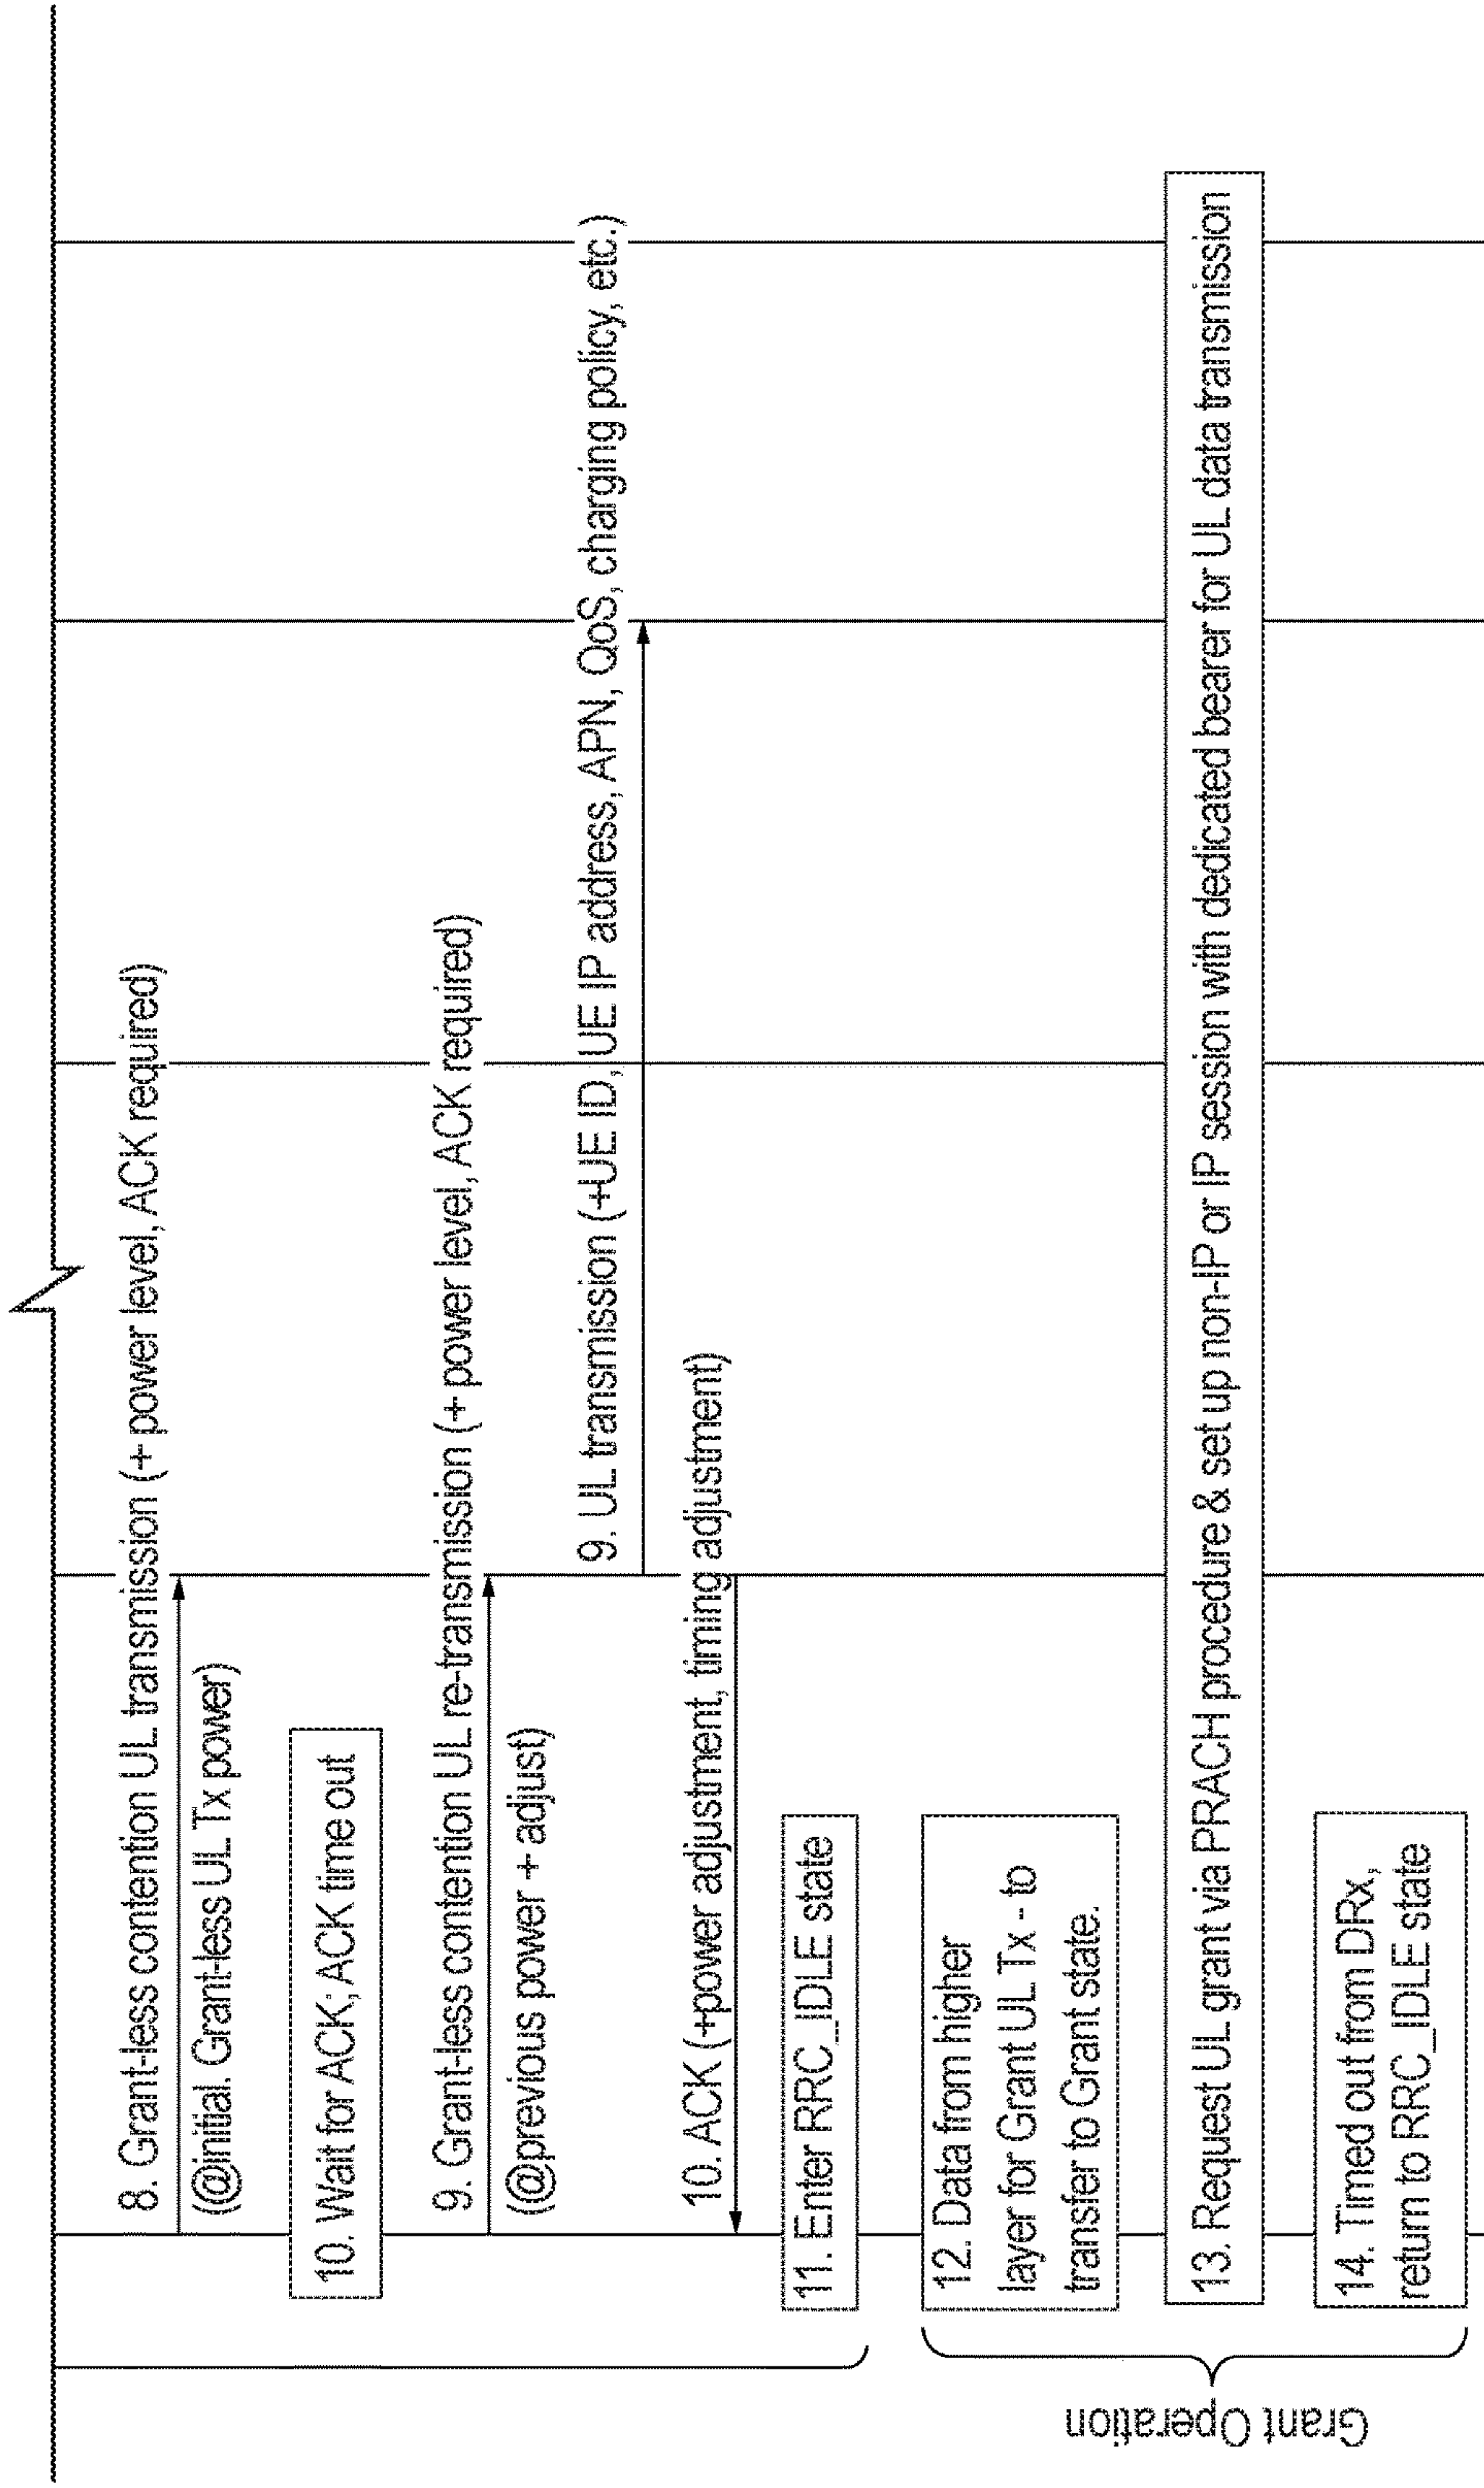 8. Grant-less contention UL transmission (+ power level, ACK required)
(@initial. Grant-less UL Tx power)
10. Wait for ACK; ACK time out
9. Grant-less contention UL re-transmission (+ power level, ACK required)
(@previous power + adjust)
9. UL transmission (+UE ID, UE IP address, APN, QoS, charging policy, etc.)
10. ACK (+power adjustment, timing adjustment)
11. Enter RRC_IDLE state
12. Data from higher
layer for Grant UL Tx - to
transfer to Grant state.
13. Request UL grant via PRACH procedure & set up non-IP or IP session with dedicated bearer for UL data transmission
14. Timed out from DRx,
return to RRC_IDLE state
Grant Operation